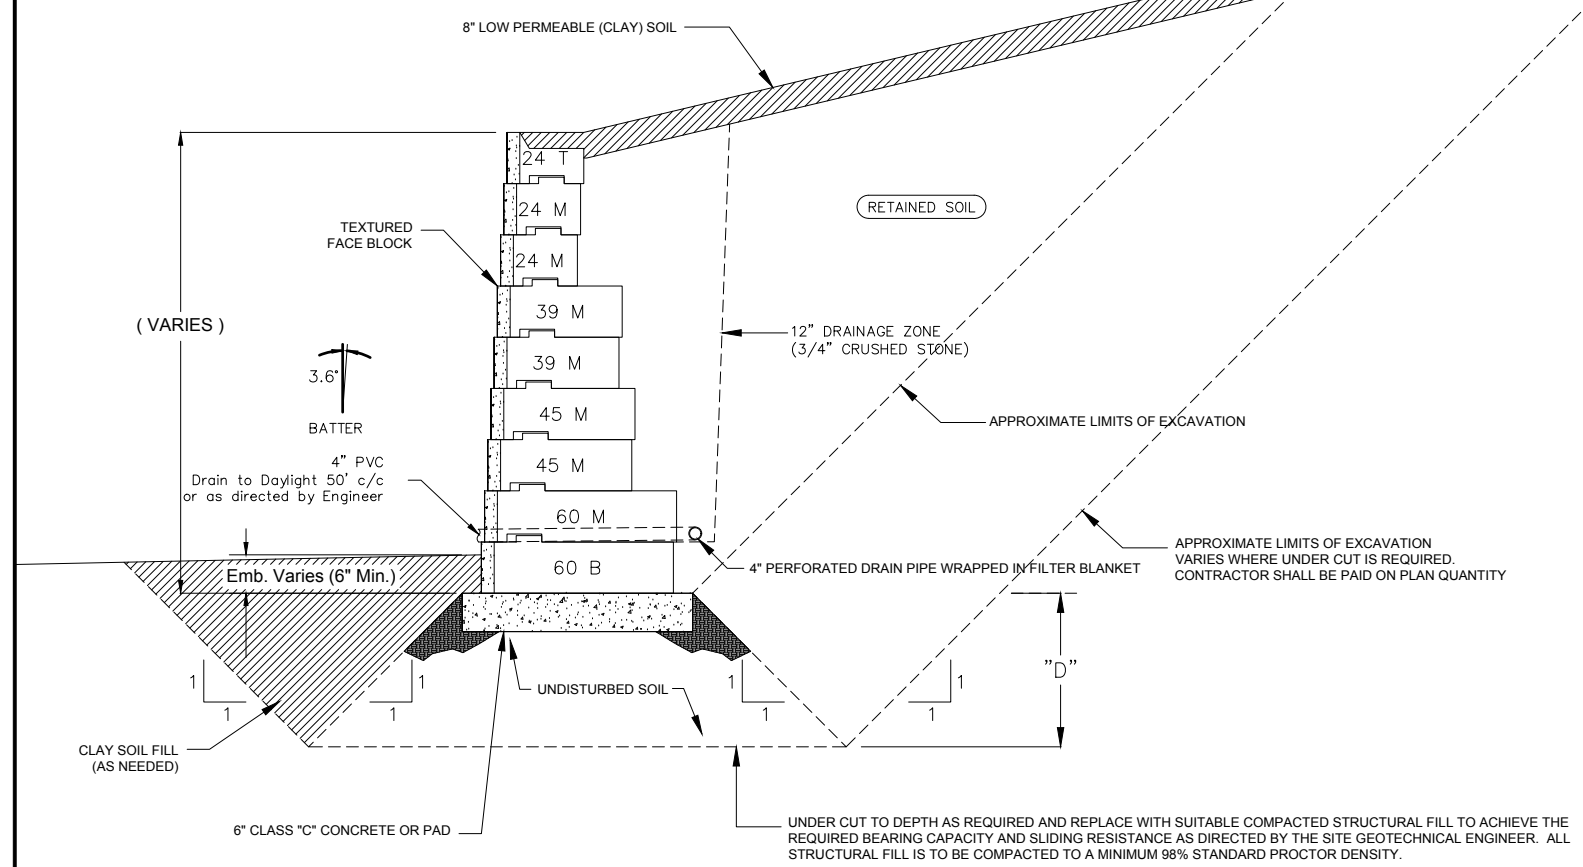 8" LOW PERMEABLE (CLAY) SOIL
24 T
24 M
RETAINED SOIL
TEXTURED
FACE BLOCK
24 M
39 M
( VARIES )
12" DRAINAGE ZONE
(3/4" CRUSHED STONE)
39 M
3.6°
BATTER
45 M
APPROXIMATE LIMITS OF EXCAVATION
4" PVC
Drain to Daylight 50' c/c
or as directed by Engineer
45 M
60 M
APPROXIMATE LIMITS OF EXCAVATION
VARIES WHERE UNDER CUT IS REQUIRED.
CONTRACTOR SHALL BE PAID ON PLAN QUANTITY
Emb. Varies (6" Min.)
60 B
4" PERFORATED DRAIN PIPE WRAPPED IN FILTER BLANKET
1
1
1
1
1
1
1
1
"D"
UNDISTURBED SOIL
CLAY SOIL FILL
(AS NEEDED)
6" CLASS "C" CONCRETE OR PAD
UNDER CUT TO DEPTH AS REQUIRED AND REPLACE WITH SUITABLE COMPACTED STRUCTURAL FILL TO ACHIEVE THE
REQUIRED BEARING CAPACITY AND SLIDING RESISTANCE AS DIRECTED BY THE SITE GEOTECHNICAL ENGINEER. ALL
STRUCTURAL FILL IS TO BE COMPACTED TO A MINIMUM 98% STANDARD PROCTOR DENSITY.